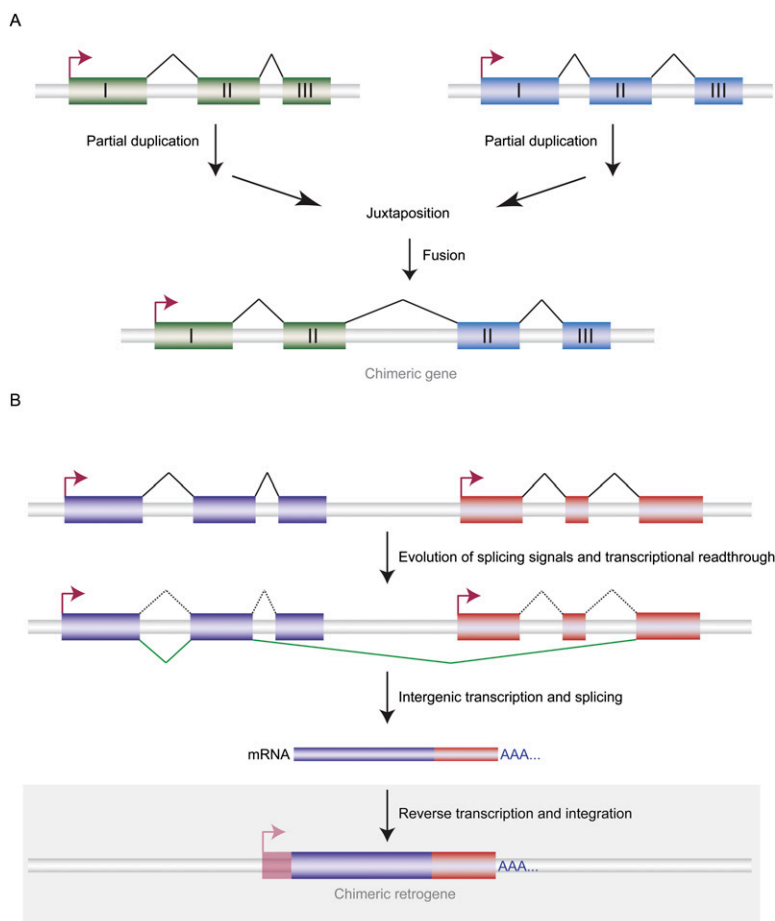 A
I II III I II III
Partial duplication Partial duplication
Juxtaposition
Fusion
I II II III
Chimeric gene
B
Evolution of splicing signals and transcriptional readthrough
Intergenic transcription and splicing
mRNA AAA...
Reverse transcription and integration
AAA...
Chimeric retrogene